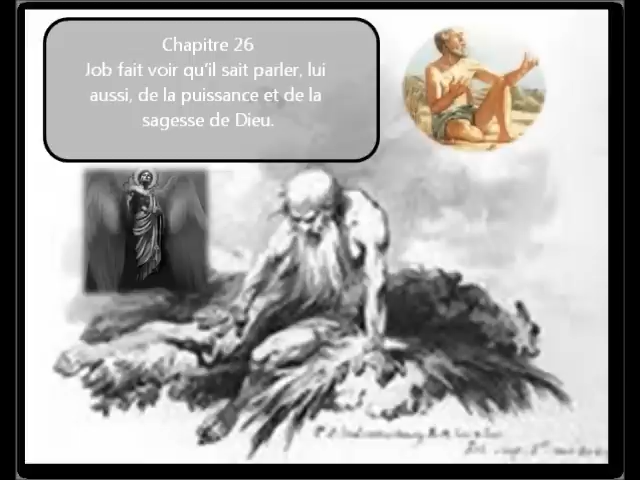 Chapitre 26
Job fait voir qu'il sait parler, lui
aussi, de la puissance et de la
sagesse de Dieu.